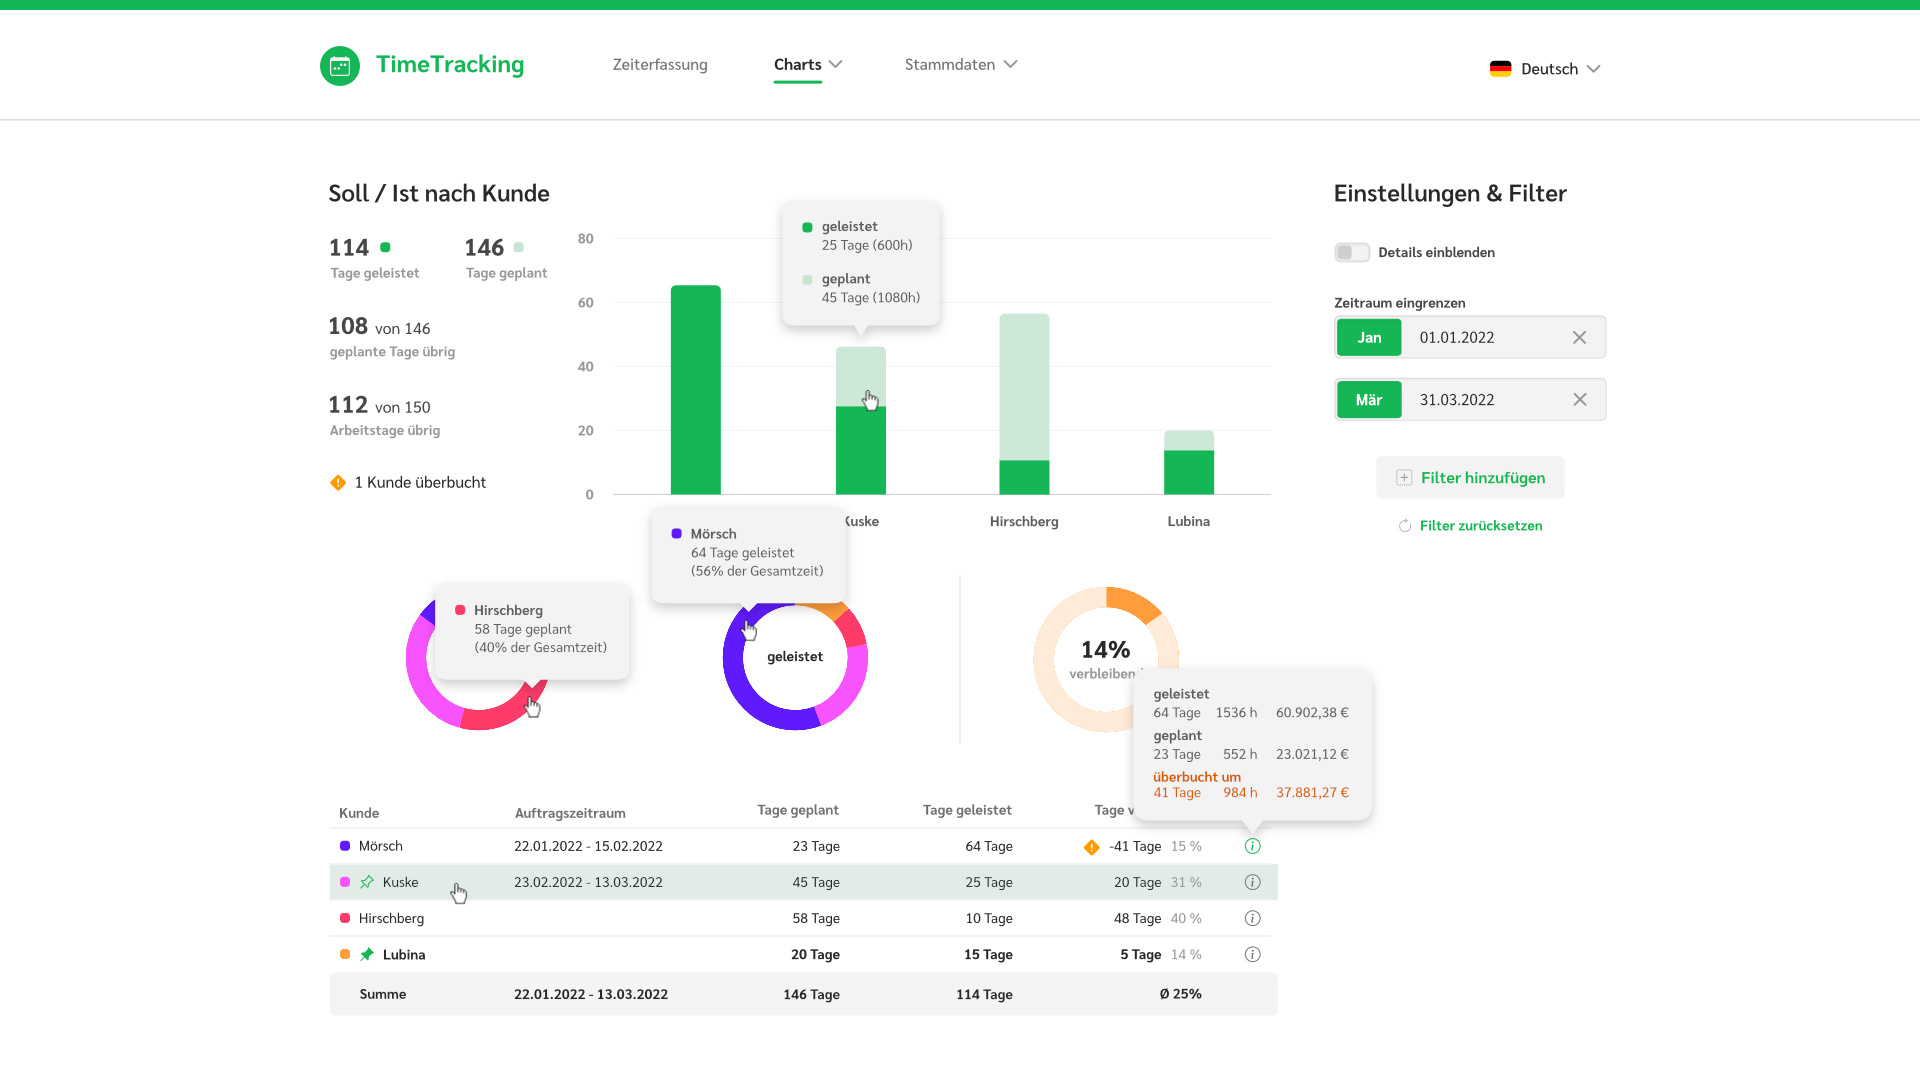 TimeTracking
Zeiterfassung
Charts
Stammdaten
Deutsch
Soll / Ist nach Kunde
114
Tage geleistet
146
Tage geplant
108 von 146
geplante Tage übrig
112 von 150
Arbeitstage übrig
1 Kunde überbucht
80
60
40
20
0
geleistet
25 Tage (600h)
geplant
45 Tage (1080h)
Hirschberg
Lubina
Einstellungen & Filter
Details einblenden
Zeitraum eingrenzen
Jan 01.01.2022
Mär 31.03.2022
Filter hinzufügen
Filter zurücksetzen
Mörsch
64 Tage geleistet
(56% der Gesamtzeit)
Hirschberg
58 Tage geplant
(40% der Gesamtzeit)
geleistet
14%
geleistet
64 Tage 1536 h 60.902,38 €
geplant
23 Tage 552 h 23.021,12 €
überbucht um
41 Tage 984 h 37.881,27 €
Kunde Auftragszeitraum Tage geplant Tage geleistet Tage
Mörsch 22.01.2022 - 15.02.2022 23 Tage 64 Tage -41 Tage 15 %
Kuske 23.02.2022 - 13.03.2022 45 Tage 25 Tage 20 Tage 31 %
Hirschberg 58 Tage 10 Tage 48 Tage 40 %
Lubina 20 Tage 15 Tage 5 Tage 14 %
Summe 22.01.2022 - 13.03.2022 146 Tage 114 Tage Ø 25%